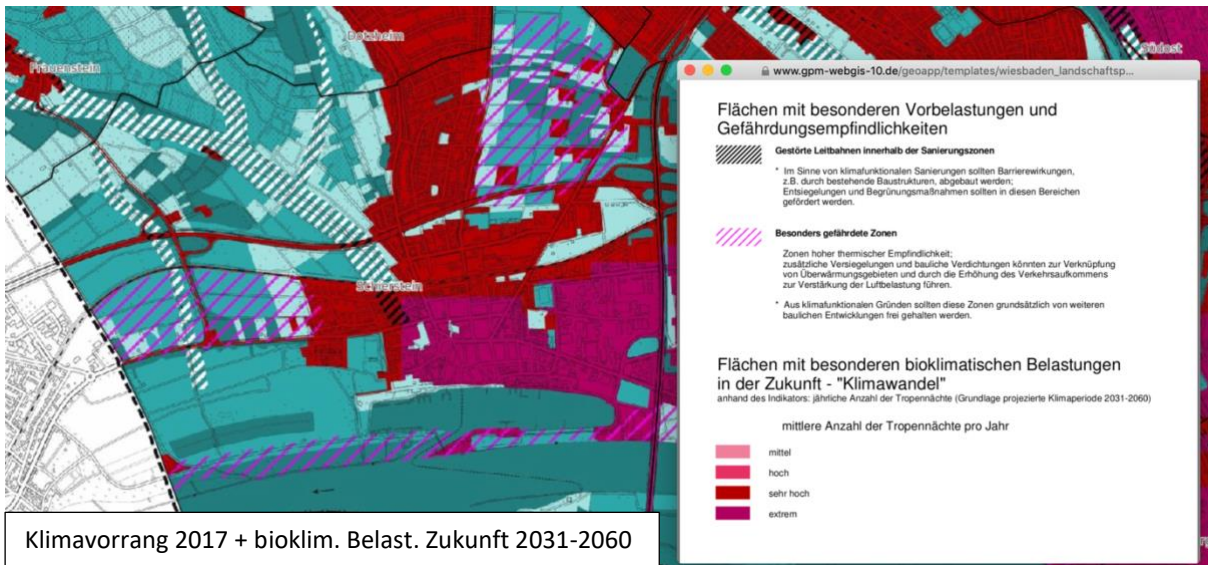 Dotzheim
Frauenstein
Südost
Schierstein
www.gpm-webgis-10.de/geoapp/templates/wiesbaden_landschaftsp...
Flächen mit besonderen Vorbelastungen und
Gefährdungsempfindlichkeiten
Gestörte Leitbahnen innerhalb der Sanierungszonen
* Im Sinne von klimafunktionalen Sanierungen sollten Barrierewirkungen,
z.B. durch bestehende Baustrukturen, abgebaut werden;
Entsiegelungen und Begrünungsmaßnahmen sollten in diesen Bereichen
gefördert werden.
Besonders gefährdete Zonen
Zonen hoher thermischer Empfindlichkeit;
zusätzliche Versiegelungen und bauliche Verdichtungen könnten zur Verknüpfung
von Überwärmungsgebieten und durch die Erhöhung des Verkehrsaufkommens
zur Verstärkung der Luftbelastung führen.
* Aus klimafunktionalen Gründen sollten diese Zonen grundsätzlich von weiteren
baulichen Entwicklungen frei gehalten werden.
Flächen mit besonderen bioklimatischen Belastungen
in der Zukunft - "Klimawandel"
anhand des Indikators: jährliche Anzahl der Tropennächte (Grundlage projezierte Klimaperiode 2031-2060)
mittlere Anzahl der Tropennächte pro Jahr
mittel
hoch
sehr hoch
extrem
Klimavorrang 2017 + bioklim. Belast. Zukunft 2031-2060